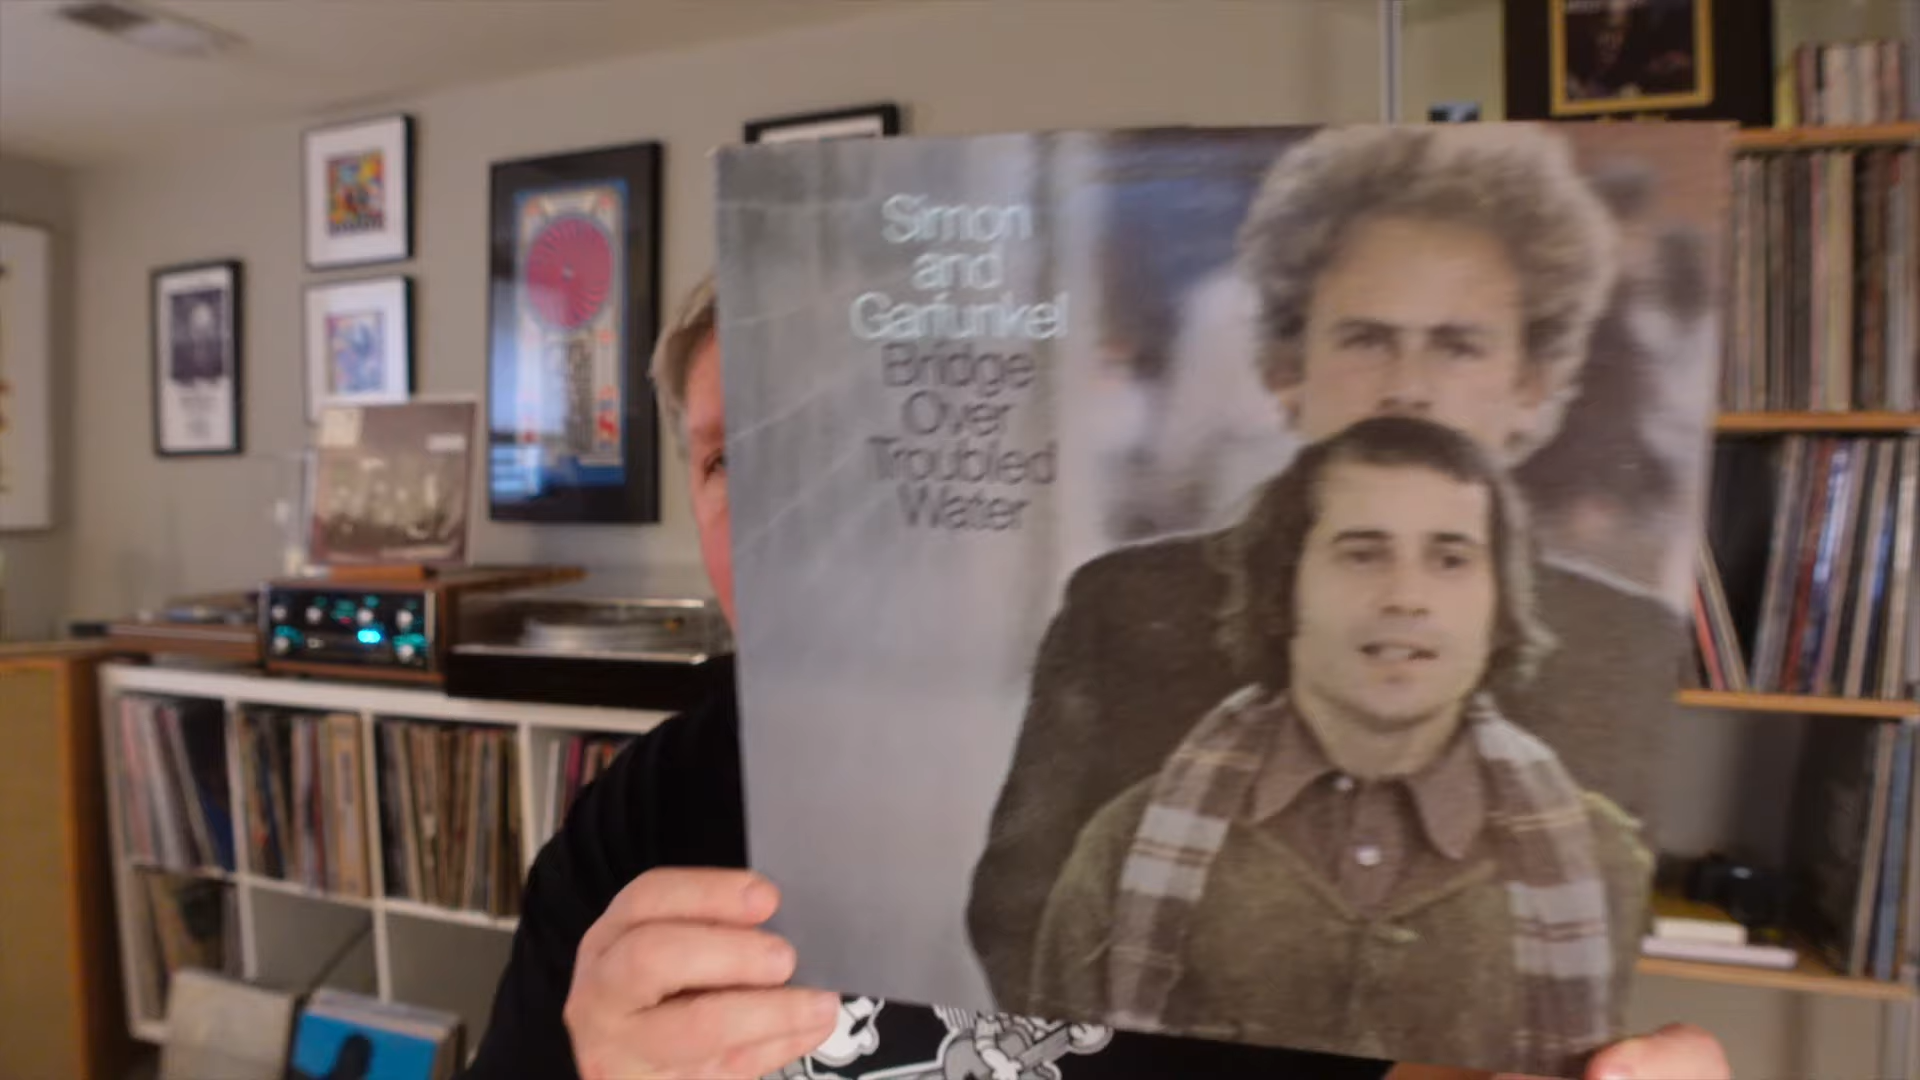 Simon
and
Garfunkel
Bridge
Over
Troubled
Water